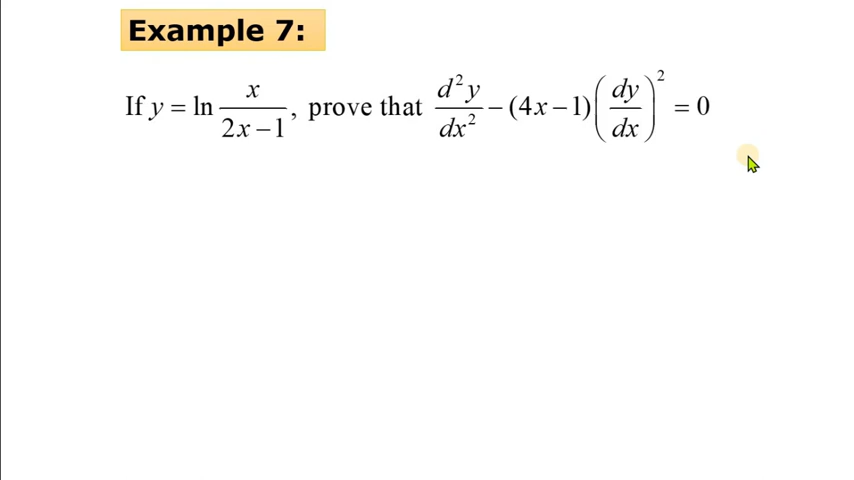 Example 7:
If y = ln x/(2x − 1), prove that d²y/dx² − (4x − 1)(dy/dx)² = 0